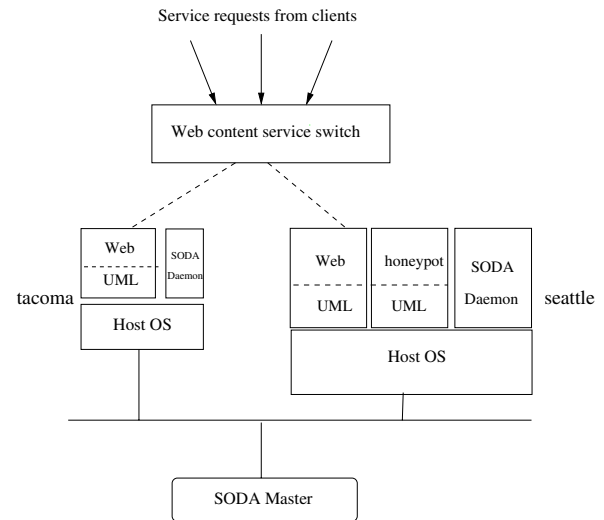 Service requests from clients
Web content service switch
Web
UML
SODA
Daemon
tacoma
Host OS
Web
UML
honeypot
UML
SODA
Daemon
seattle
Host OS
SODA Master